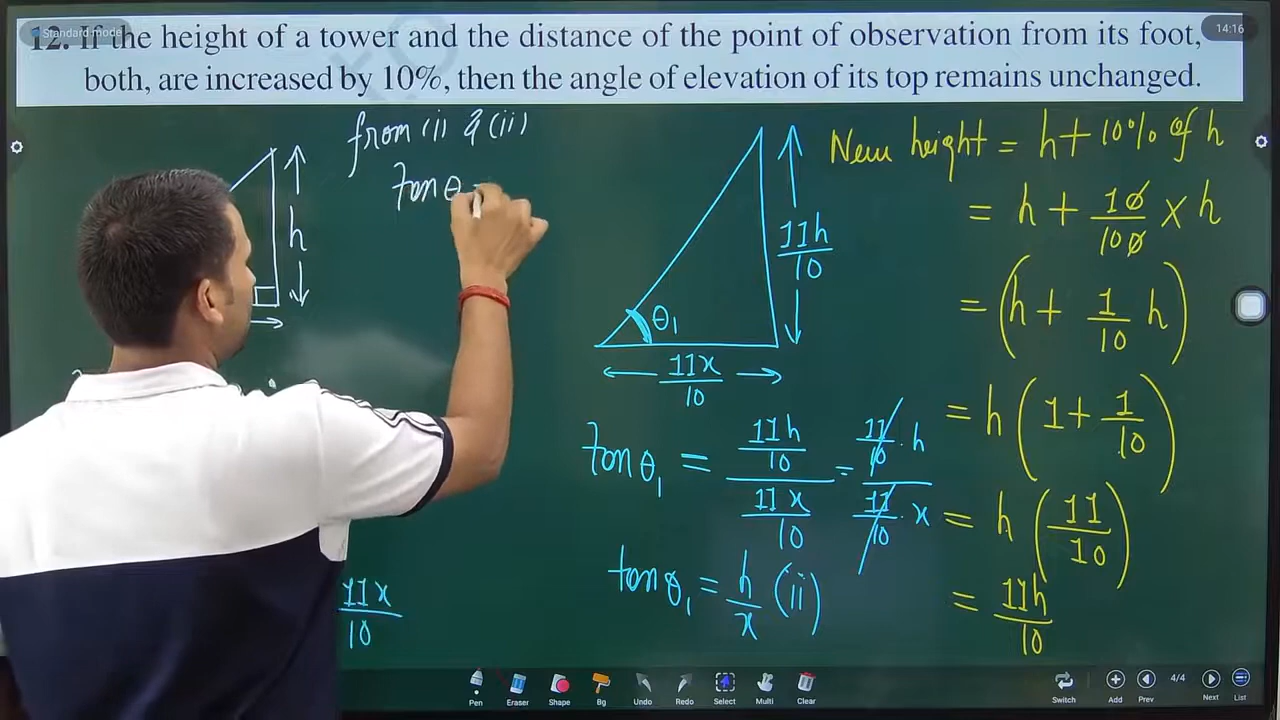 Standard mode
14:16
12. If the height of a tower and the distance of the point of observation from its foot,
both, are increased by 10%, then the angle of elevation of its top remains unchanged.
from (i) & (ii)
tan θ =
h
11x/10
θ₁
11h/10
11x/10
tan θ₁ = (11h/10)/(11x/10) = (11/10 · h)/(11/10 · x)
tan θ₁ = h/x (ii)
New height = h + 10% of h
= h + 10/100 × h
= (h + 1/10 h)
= h(1 + 1/10)
= h(11/10)
= 11h/10
Pen
Eraser
Shape
Bg
Undo
Redo
Select
Multi
Clear
Switch
Add
Prev
4/4
Next
List